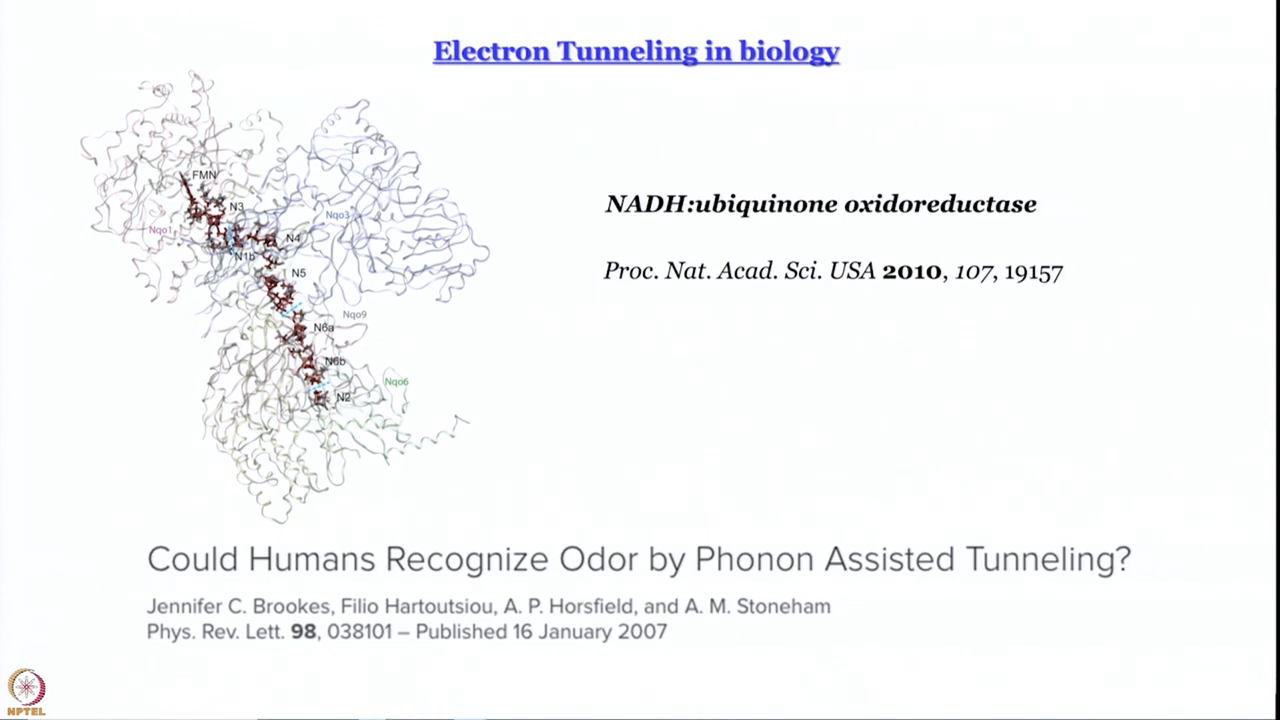 Electron Tunneling in biology
FMN
N3
Nqo3
Nqo1
N4
N1b
N5
Nqo9
N6a
N6b
Nqo6
N2
NADH:ubiquinone oxidoreductase
Proc. Nat. Acad. Sci. USA 2010, 107, 19157
Could Humans Recognize Odor by Phonon Assisted Tunneling?
Jennifer C. Brookes, Filio Hartoutsiou, A. P. Horsfield, and A. M. Stoneham
Phys. Rev. Lett. 98, 038101 – Published 16 January 2007
NPTEL